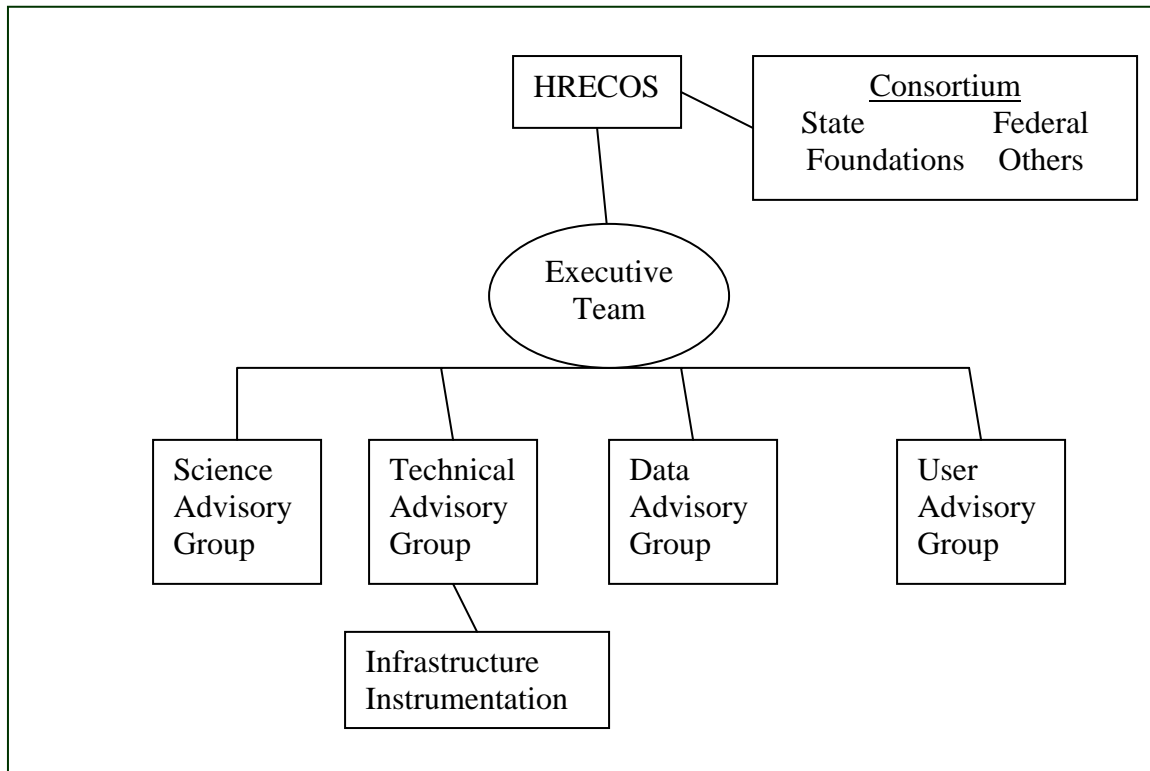 HRECOS
Consortium
State Federal
Foundations Others
Executive
Team
Science
Advisory
Group
Technical
Advisory
Group
Data
Advisory
Group
User
Advisory
Group
Infrastructure
Instrumentation